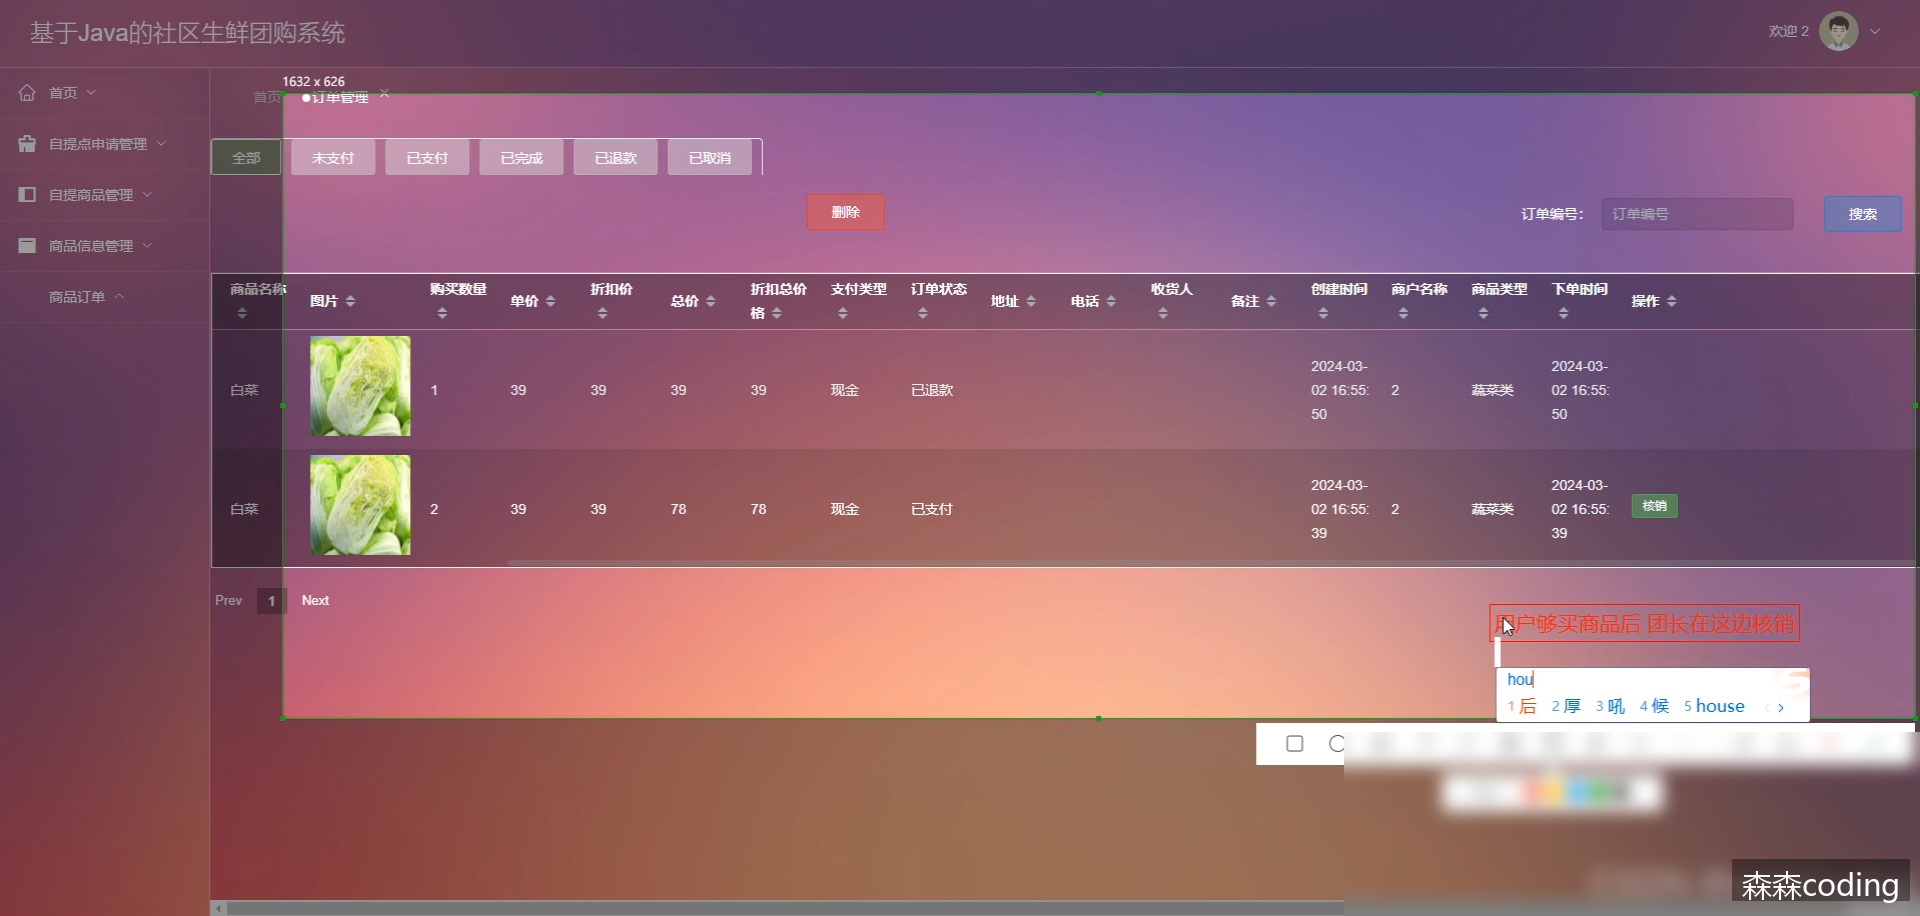 基于Java的社区生鲜团购系统
欢迎 2
首页
自提点申请管理
自提商品管理
商品信息管理
商品订单
1632 x 626
首页 订单管理
全部 未支付 已支付 已完成 已退款 已取消
删除
订单编号： 订单编号 搜索
商品名称 图片 购买数量 单价 折扣价 总价 折扣总价格 支付类型 订单状态 地址 电话 收货人 备注 创建时间 商户名称 商品类型 下单时间 操作
白菜 1 39 39 39 39 现金 已退款 2024-03-02 16:55:50 2 蔬菜类 2024-03-02 16:55:50
白菜 2 39 39 78 78 现金 已支付 2024-03-02 16:55:39 2 蔬菜类 2024-03-02 16:55:39 核销
Prev 1 Next
用户够买商品后 团长在这边核销
hou
1 后 2 厚 3 吼 4 候 5 house
森森coding